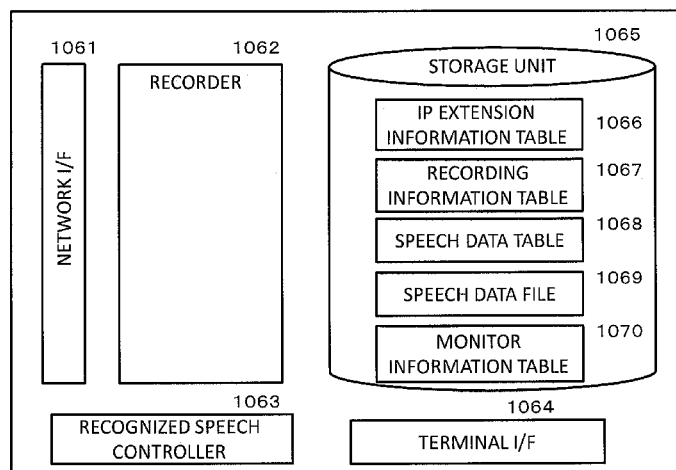 1061
1062
1065
NETWORK I/F
RECORDER
STORAGE UNIT
IP EXTENSION
INFORMATION TABLE
1066
RECORDING
INFORMATION TABLE
1067
SPEECH DATA TABLE
1068
SPEECH DATA FILE
1069
MONITOR
INFORMATION TABLE
1070
1063
RECOGNIZED SPEECH
CONTROLLER
1064
TERMINAL I/F